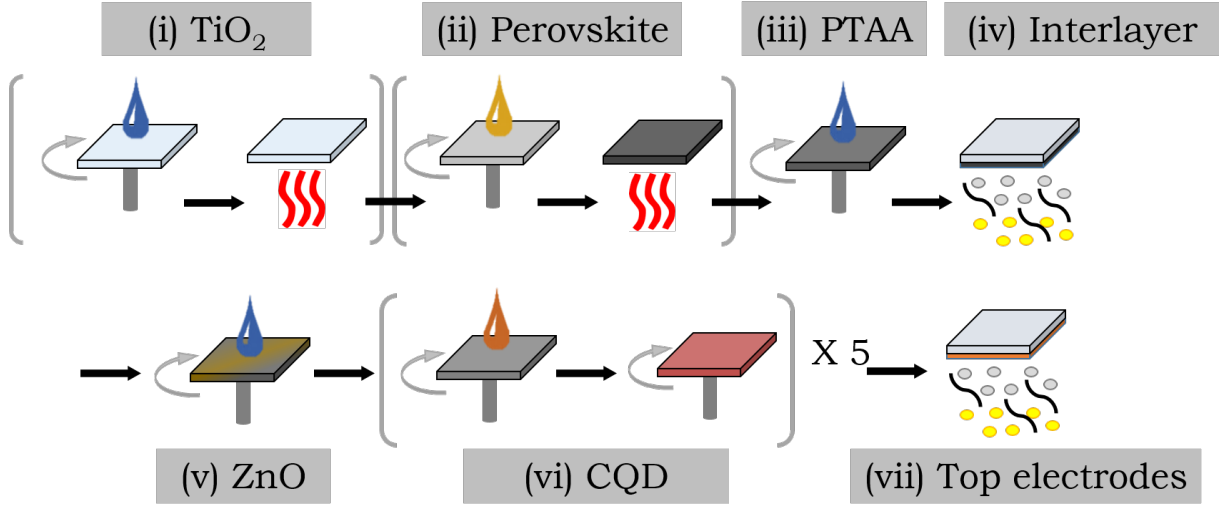 (i) TiO₂
(ii) Perovskite
(iii) PTAA
(iv) Interlayer
X 5
(v) ZnO
(vi) CQD
(vii) Top electrodes